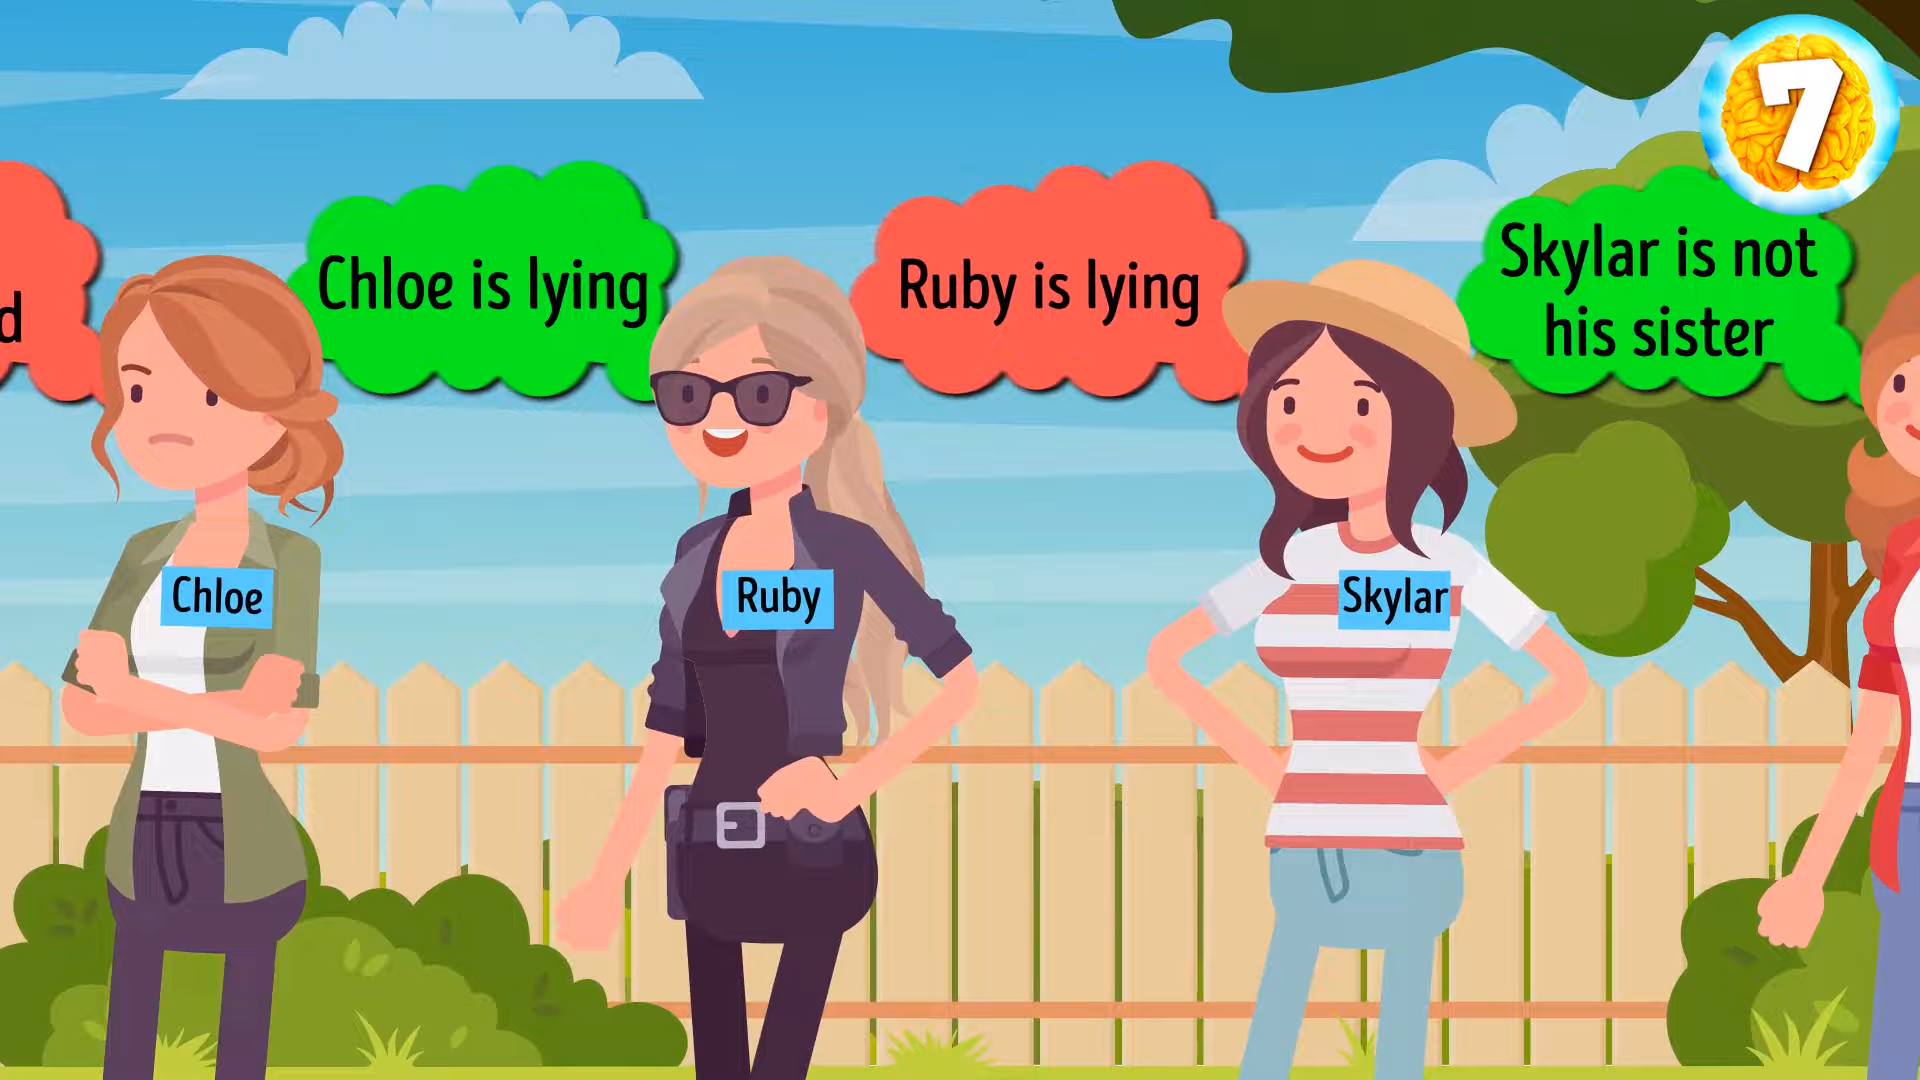 7
d
Chloe is lying
Ruby is lying
Skylar is not
his sister
Chloe
Ruby
Skylar